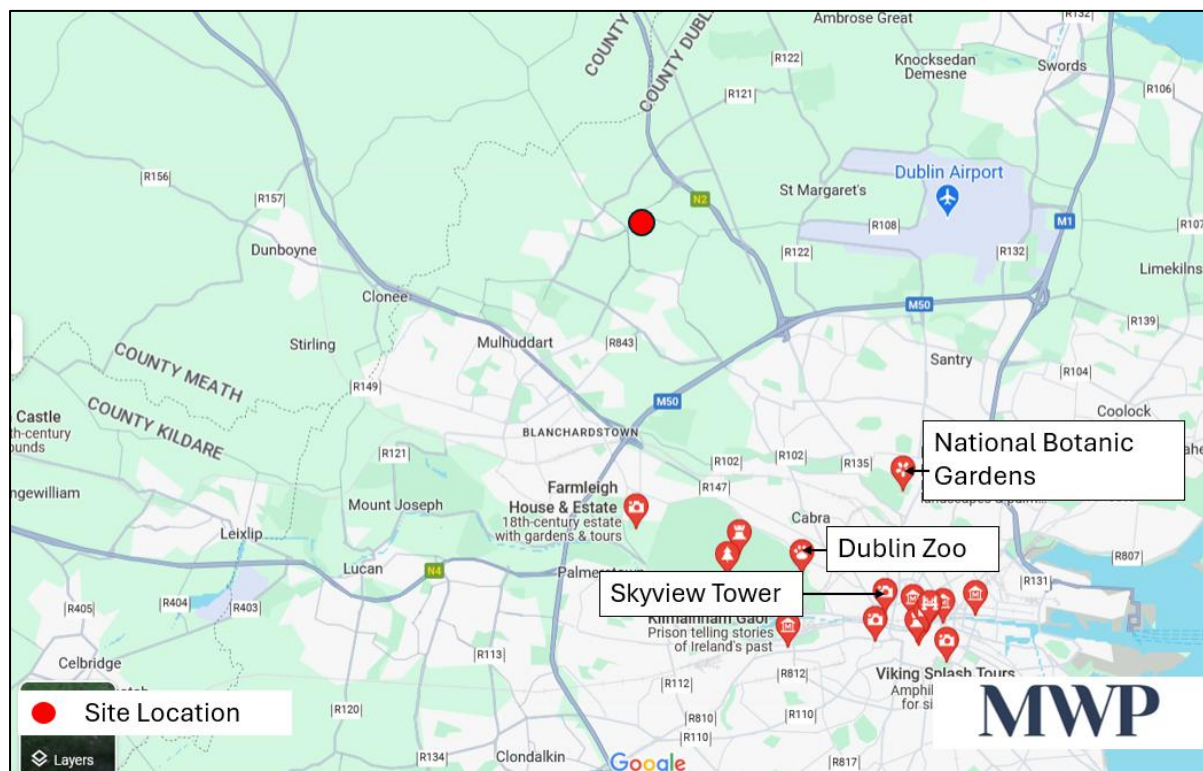 Ambrose Great
R132
COUNTY
COUNTY DUBL
R122
Knocksedan
Demesne
Swords
R121
R106
R156
R157
St Margaret's
Dublin Airport
N2
R108
M1
R107
Dunboyne
R122
R132
Limekilns
Clonee
M50
R139
Stirling
Mulhuddart
R843
Santry
COUNTY MEATH
R149
R104
COUNTY KILDARE
M50
Coolock
Castle
th-century
ounds
BLANCHARDSTOWN
National Botanic
Gardens
R121
R102
R102
R135
R147
Farmleigh
House & Estate
18th-century estate
with gardens & tours
Mount Joseph
Cabra
Leixlip
Dublin Zoo
R807
Lucan
N4
Skyview Tower
R131
R405
R404
R403
Kilmainham Gaol
Prison telling stories
of Ireland's past
R113
Celbridge
R812
Viking Splash Tours
R112
Site Location
R120
R810
R110
R110
MWP
Layers
R134
Clondalkin
Google
R817